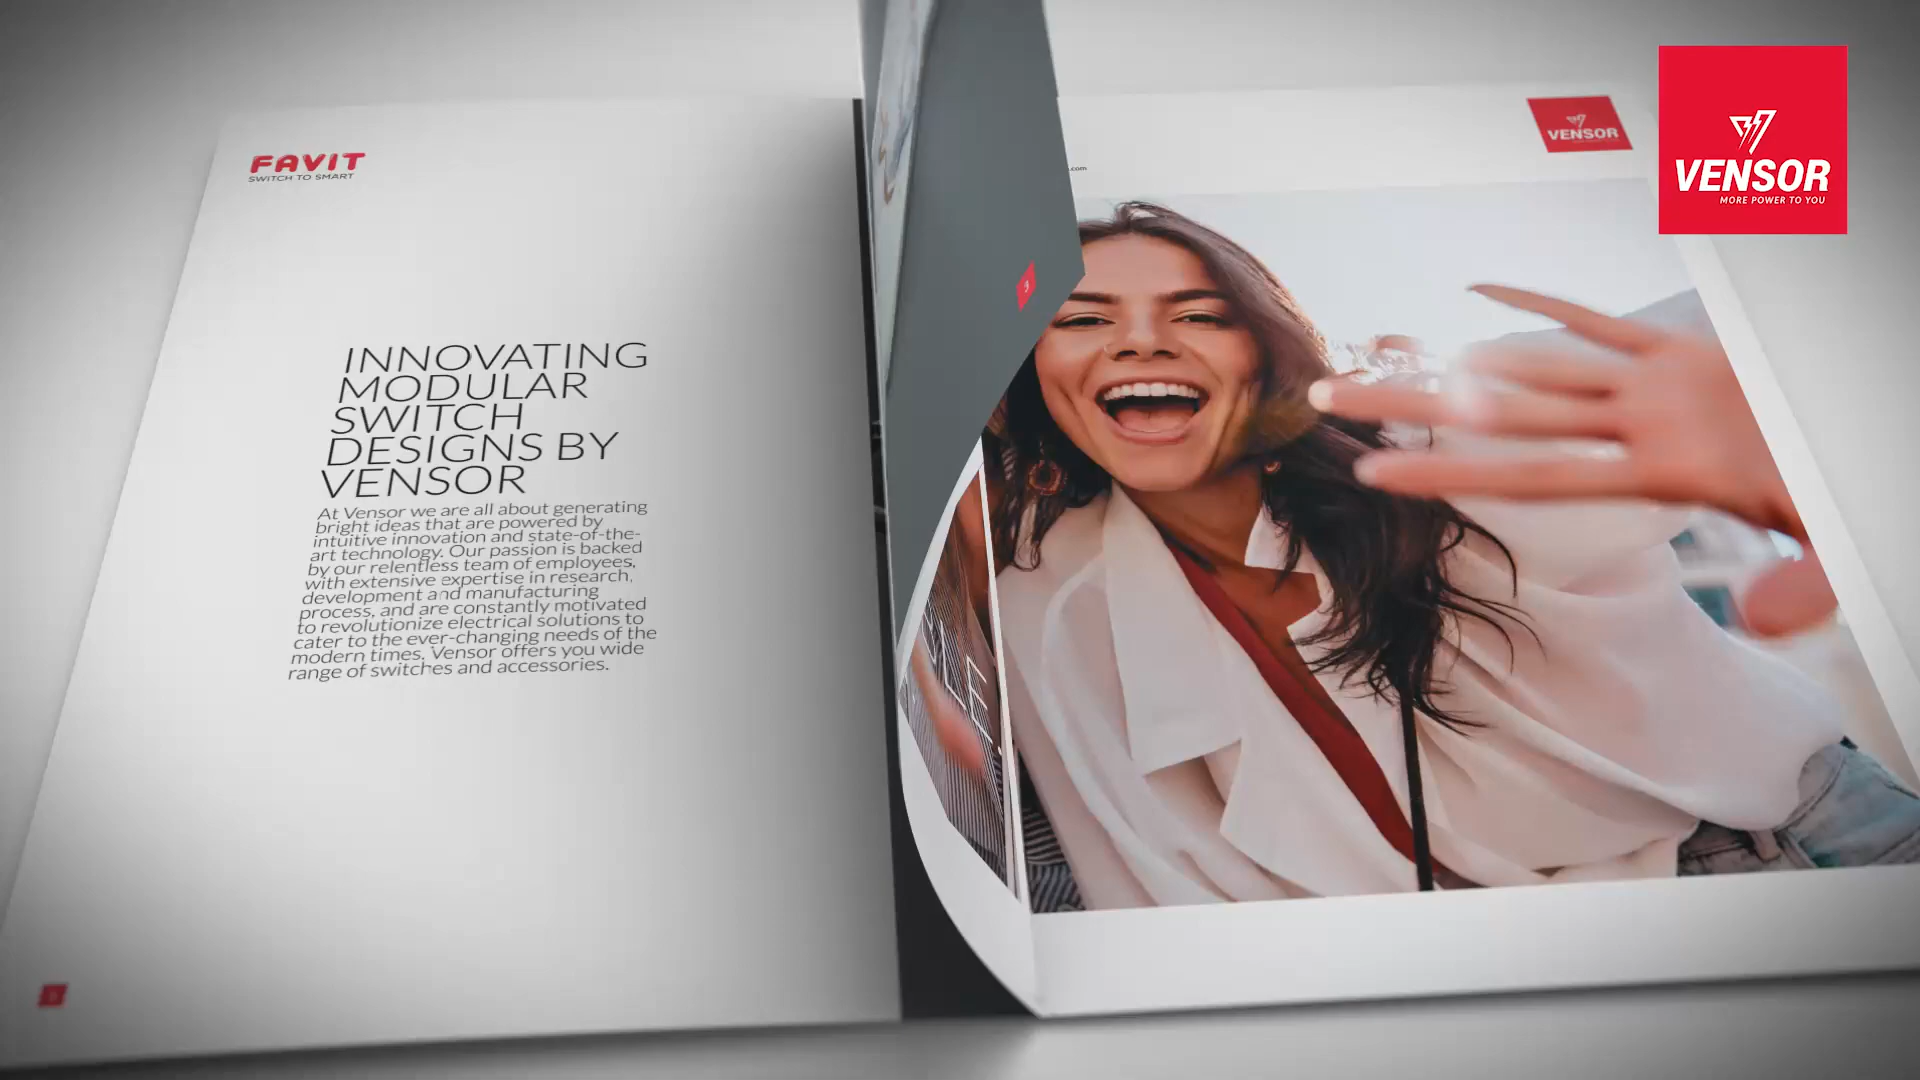 FAVIT
SWITCH TO SMART
INNOVATING
MODULAR
SWITCH
DESIGNS BY
VENSOR
At Vensor we are all about generating
bright ideas that are powered by
intuitive innovation and state-of-the-
art technology. Our passion is backed
by our relentless team of employees,
with extensive expertise in research,
development and manufacturing
process, and are constantly motivated
to revolutionize electrical solutions to
cater to the ever-changing needs of the
modern times. Vensor offers you wide
range of switches and accessories.
3
.com
VENSOR
VENSOR
MORE POWER TO YOU